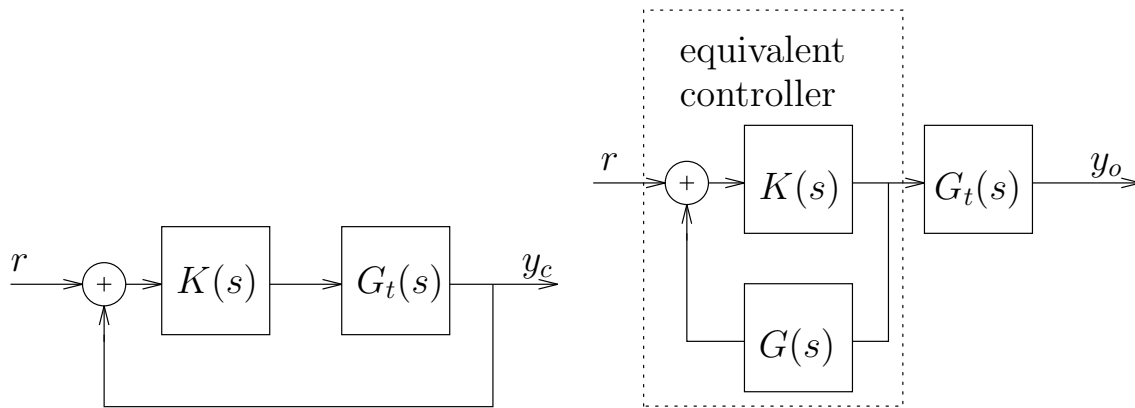 r
+
K(s)
G_t(s)
y_c
equivalent
controller
r
+
K(s)
G_t(s)
y_o
G(s)